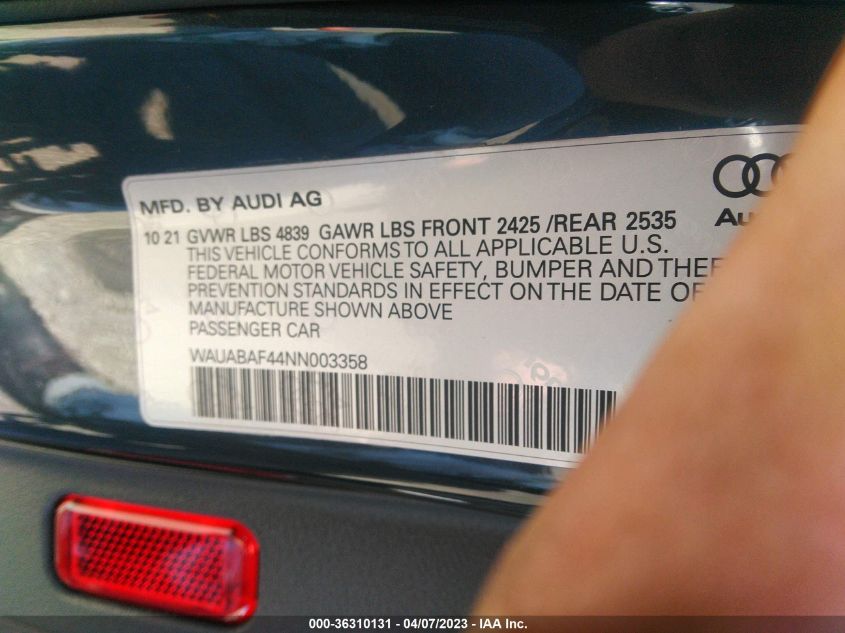 MFD. BY AUDI AG
10 21 GVWR LBS 4839 GAWR LBS FRONT 2425 /REAR 2535
THIS VEHICLE CONFORMS TO ALL APPLICABLE U.S.
FEDERAL MOTOR VEHICLE SAFETY, BUMPER AND
PREVENTION STANDARDS IN EFFECT ON THE DATE OF
MANUFACTURE SHOWN ABOVE
PASSENGER CAR
WAUABAF44NN003358
000-36310131 - 04/07/2023 - IAA Inc.